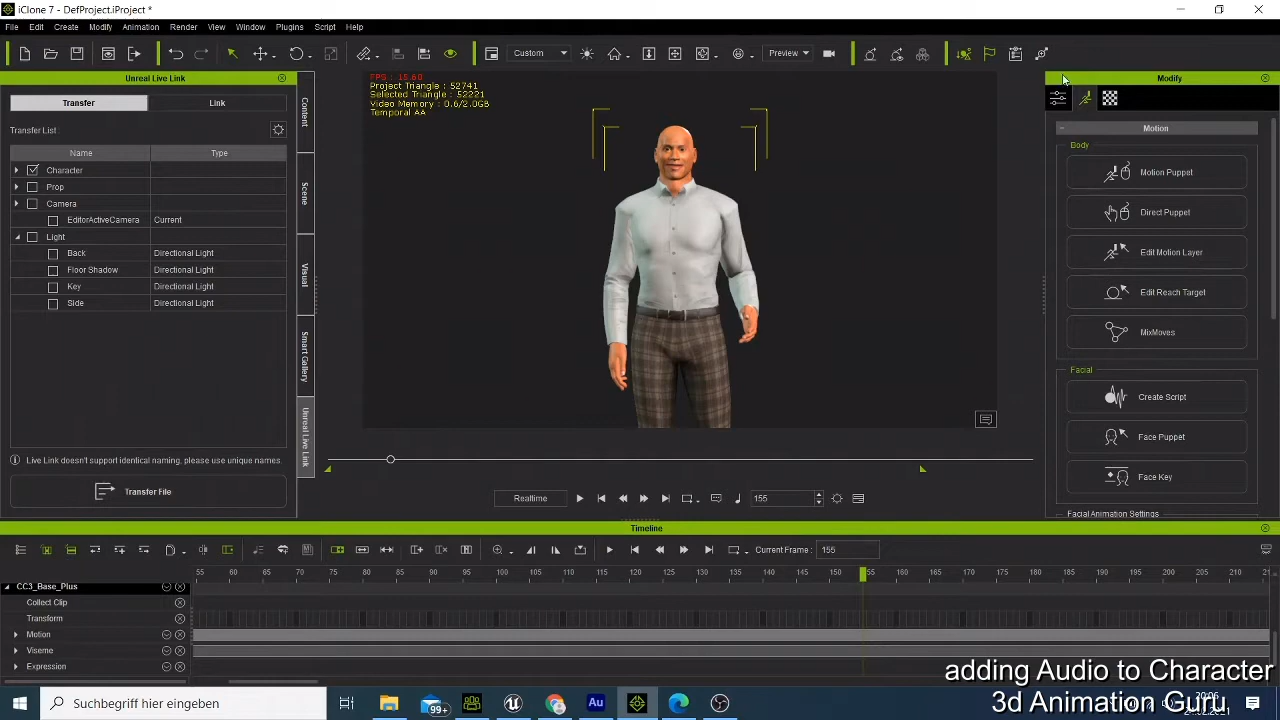 iClone 7 - DefProject.iProject *
File Edit Create Modify Animation Render View Window Plugins Script Help
Custom
Preview
Unreal Live Link
Transfer Link
Transfer List :
Name Type
Character
Prop
Camera
EditorActiveCamera Current
Light
Back Directional Light
Floor Shadow Directional Light
Key Directional Light
Side Directional Light
Live Link doesn't support identical naming, please use unique names.
Transfer File
Content
Scene
Visual
Smart Gallery
Unreal Live Link
FPS : 15.60
Project Triangle : 52741
Selected Triangle : 52221
Video Memory : 0.6/2.0GB
Temporal AA
Realtime
155
Modify
Motion
Body
Motion Puppet
Direct Puppet
Edit Motion Layer
Edit Reach Target
MixMoves
Facial
Create Script
Face Puppet
Face Key
Facial Animation Settings
Timeline
Current Frame : 155
55 60 65 70 75 80 85 90 95 100 105 110 115 120 125 130 135 140 145 150 155 160 165 170 175 180 185 190 195 200 205 210
CC3_Base_Plus
Collect Clip
Transform
Motion
Viseme
Expression
adding Audio to Character
3d Animation Guru
Suchbegriff hier eingeben
99+
Au
20:06